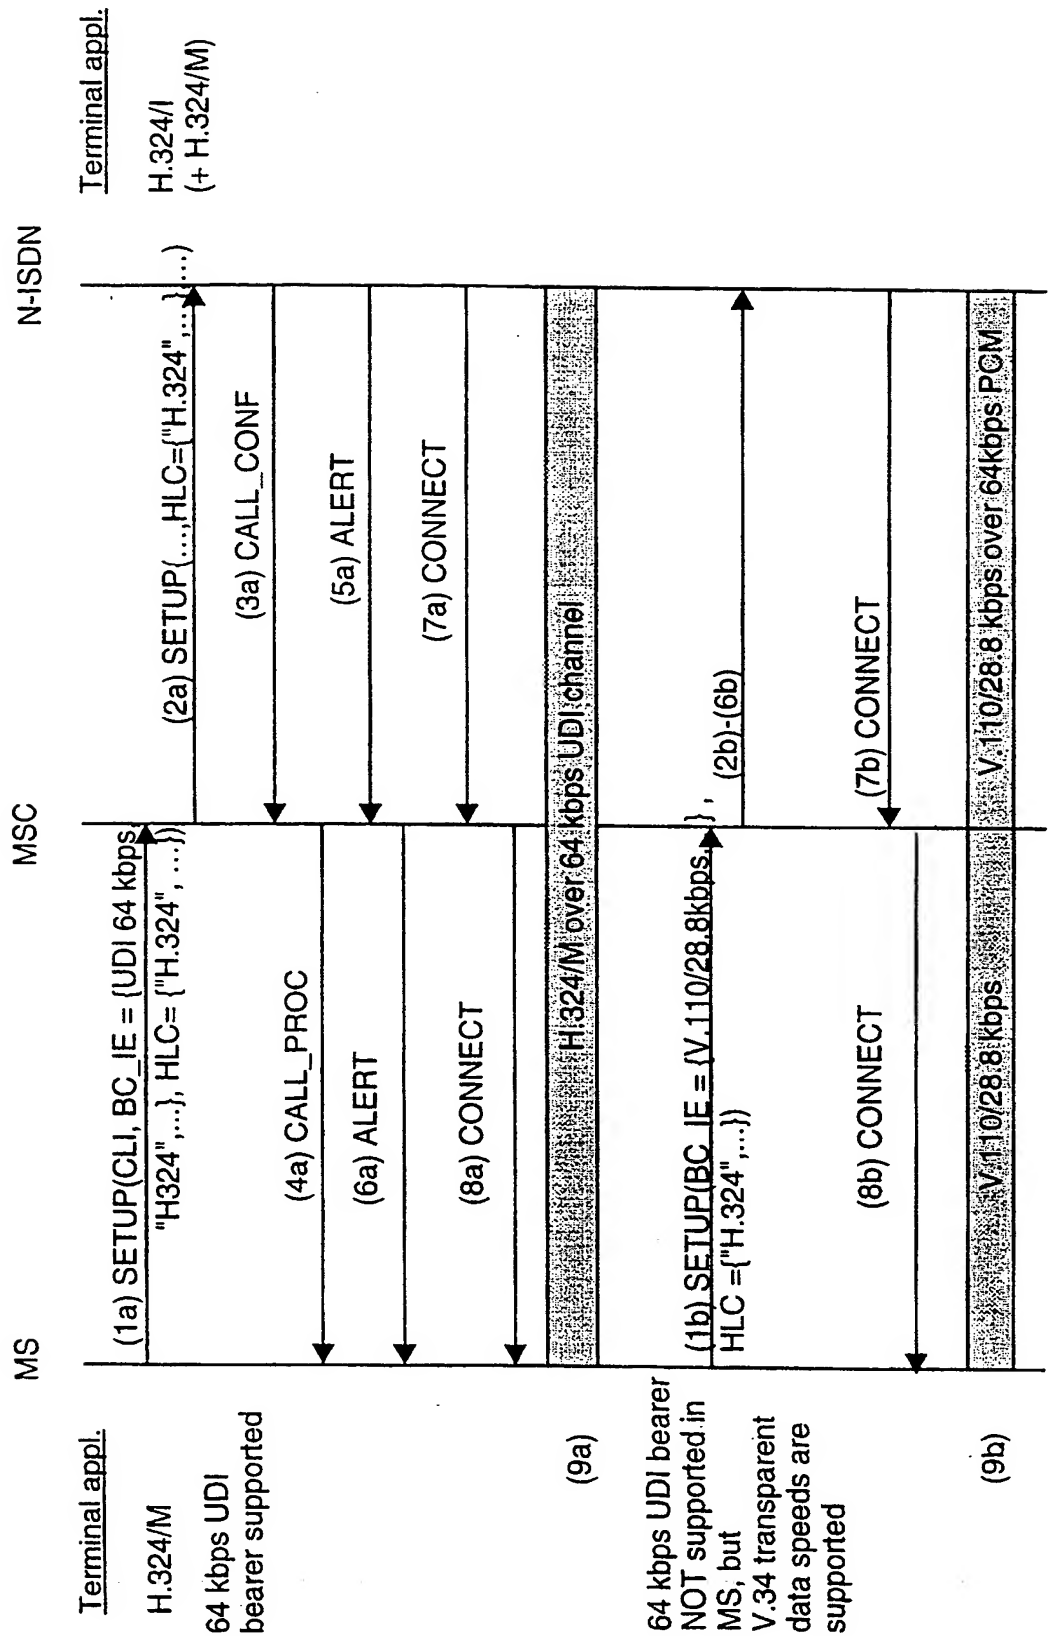 MS
MSC
N-ISDN
Terminal appl.
H.324/M
64 kbps UDI
bearer supported
Terminal appl.
H.324/I
(+ H.324/M)
(1a) SETUP(CLI, BC_IE = {UDI 64 kbps,
"H324",...}, HLC= {"H.324", ...})
(2a) SETUP(....,HLC={"H.324",...},...)
(3a) CALL_CONF
(4a) CALL_PROC
(5a) ALERT
(6a) ALERT
(7a) CONNECT
(8a) CONNECT
(9a)
H.324/M over 64 kbps UDI channel
64 kbps UDI bearer
NOT supported in
MS, but
V.34 transparent
data speeds are
supported
(1b) SETUP(BC_IE = {V.110/28.8kbps, } ,
HLC ={"H.324",...})
(2b)-(6b)
(7b) CONNECT
(8b) CONNECT
(9b)
V.110/28.8 kbps
V.110/28.8 kbps over 64kbps PCM